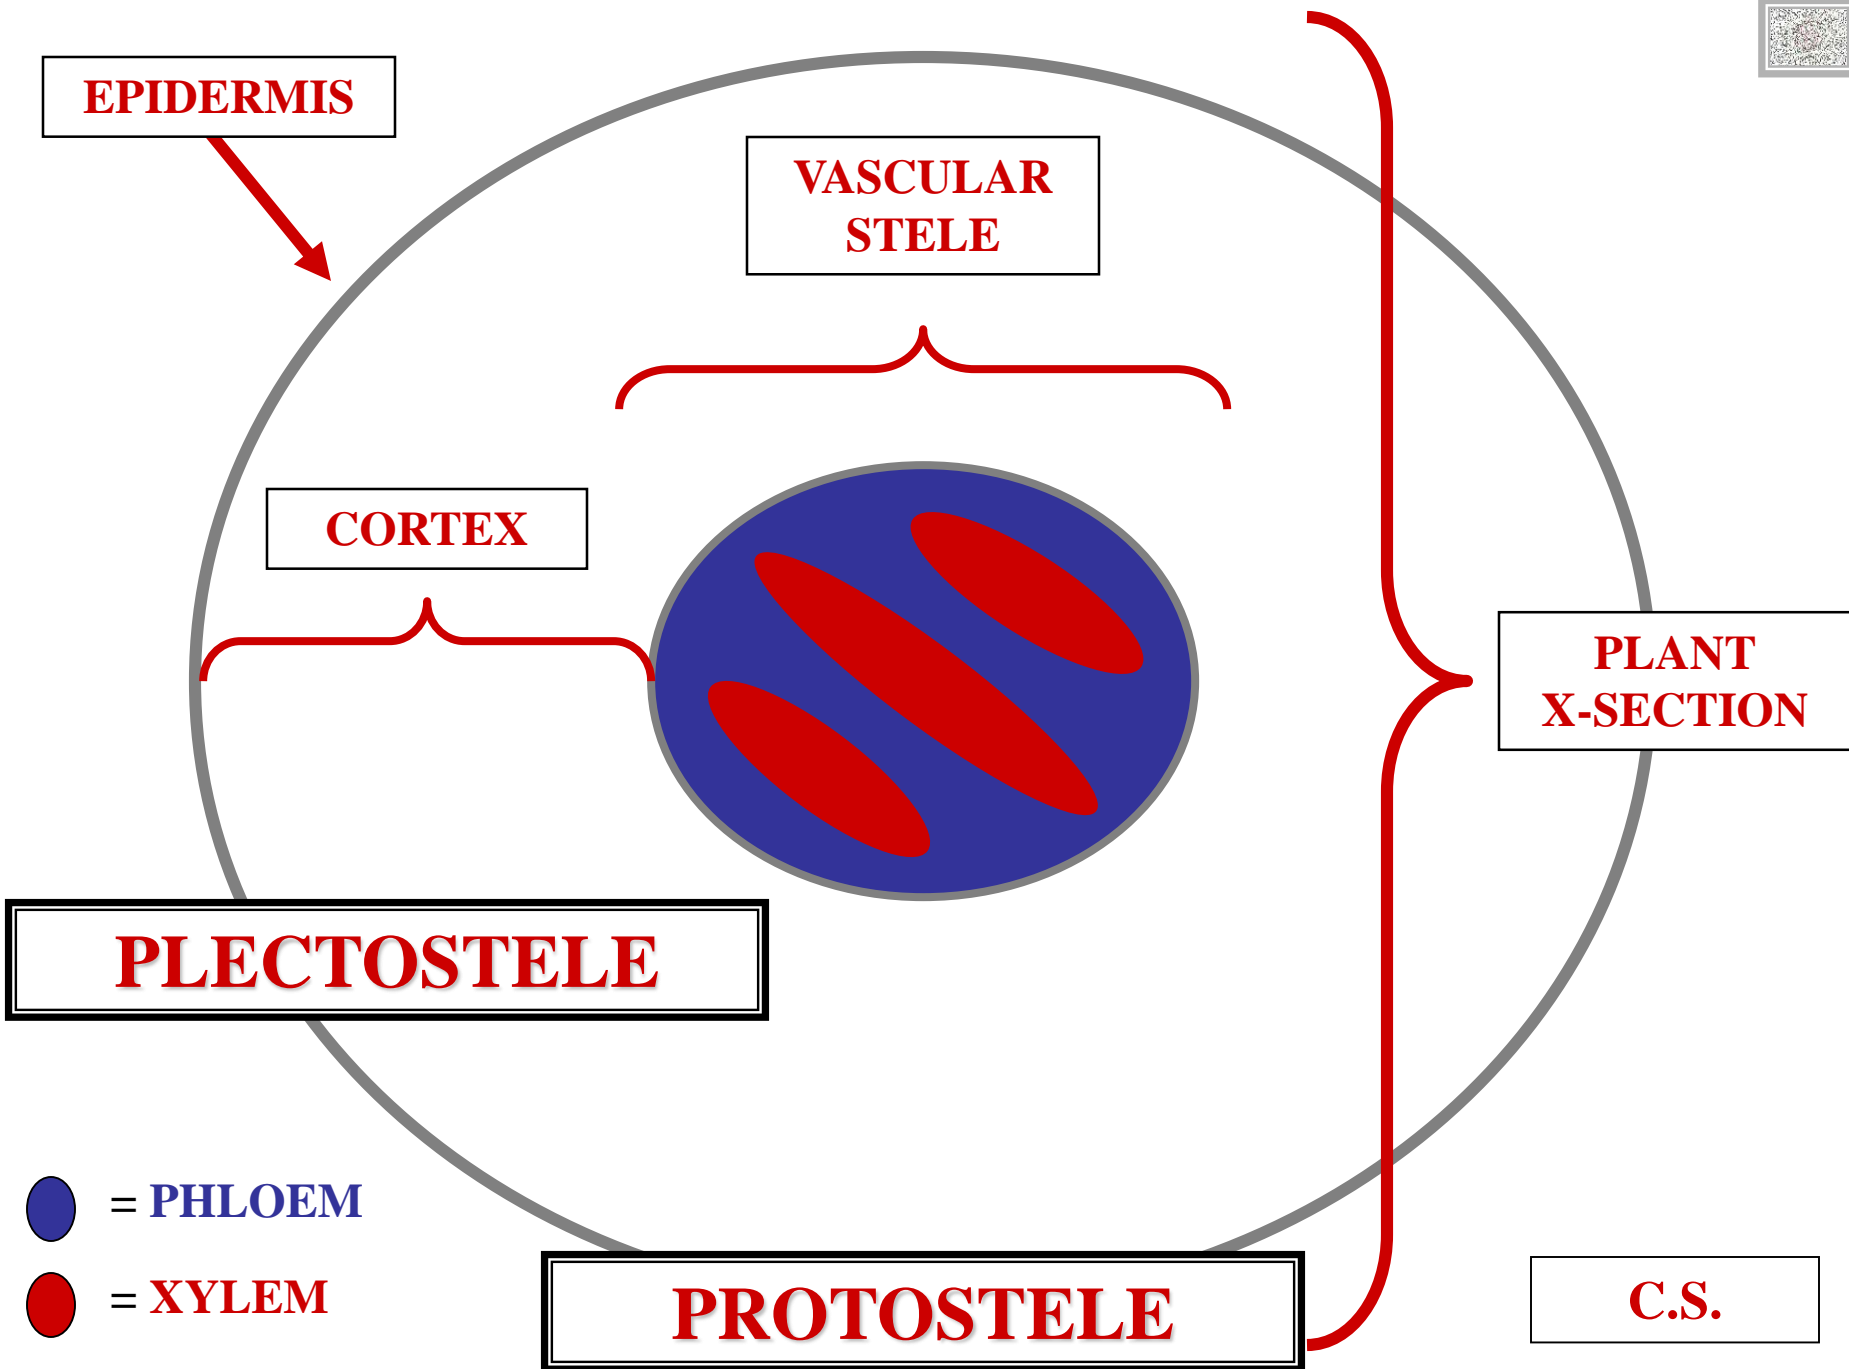 EPIDERMIS
VASCULAR
STELE
CORTEX
PLANT
X-SECTION
PLECTOSTELE
= PHLOEM
= XYLEM
PROTOSTELE
C.S.